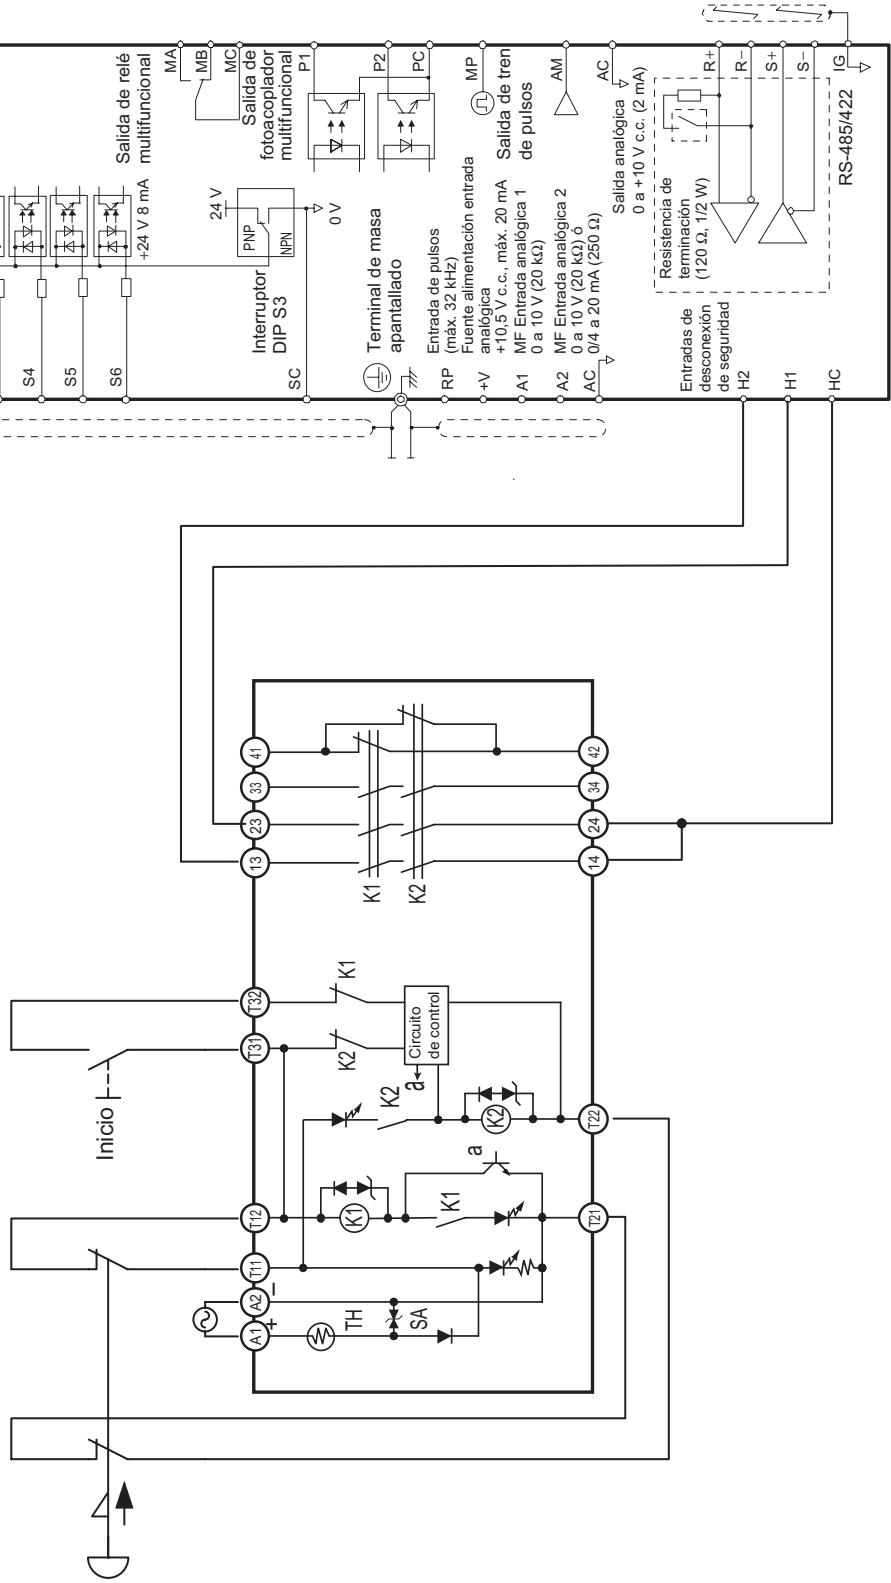 MA
MB
MC
P1
P2
PC
MP
AM
AC
R+
R−
S+
S−
IG
Salida de relé
multifuncional
Salida de
fotoacoplador
multifuncional
Salida de tren
de pulsos
Salida analógica
0 a +10 V c.c. (2 mA)
RS-485/422
Resistencia de
terminación
(120 Ω, 1/2 W)
+24 V 8 mA
24 V
PNP
NPN
0 V
Interruptor
DIP S3
Terminal de masa
apantallado
Entrada de pulsos
(máx. 32 kHz)
Fuente alimentación entrada
analógica
+10,5 V c.c., máx. 20 mA
MF Entrada analógica 1
0 a 10 V (20 kΩ)
MF Entrada analógica 2
0 a 10 V (20 kΩ) ó
0/4 a 20 mA (250 Ω)
Entradas de
desconexión
de seguridad
S4
S5
S6
SC
RP
+V
A1
A2
AC
H2
H1
HC
41
33
23
13
42
34
24
14
K1
K2
T32
T31
K1
K2
Circuito
de control
a
K2
K2
T22
Inicio
a
T12
K1
K1
T21
T11
A2
−
A1
+
TH
SA